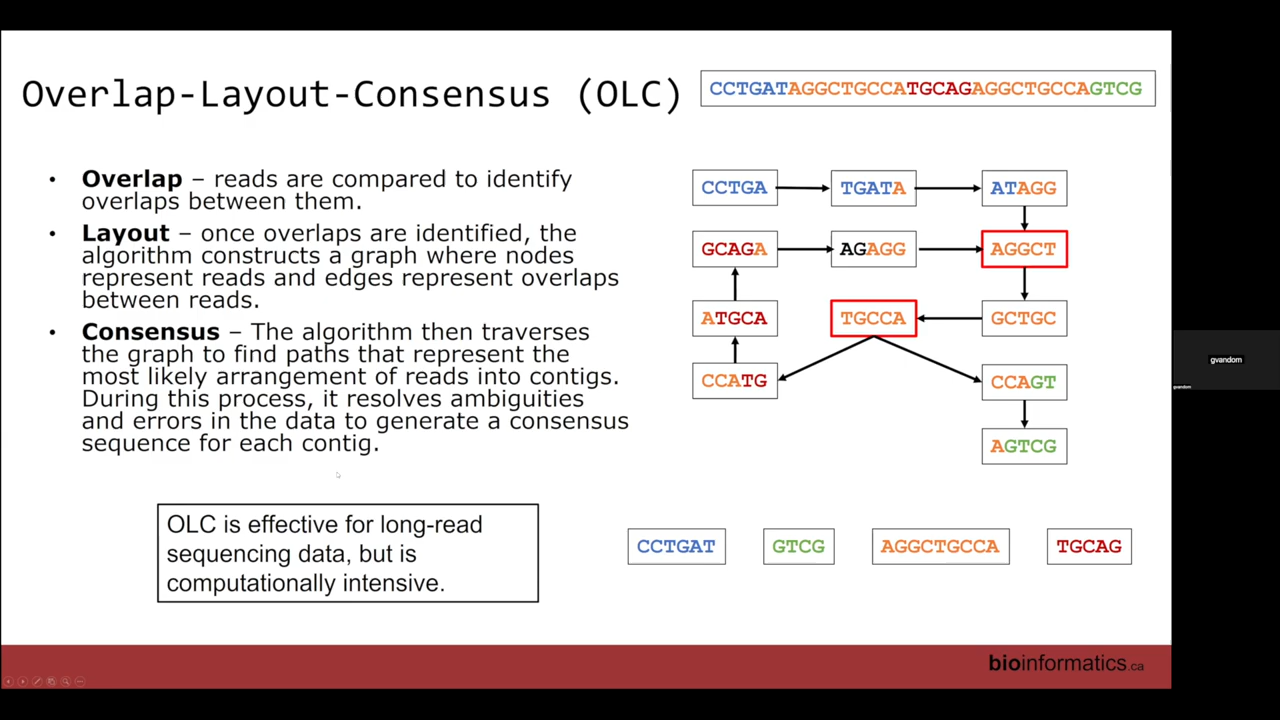 Overlap-Layout-Consensus (OLC)
CCTGATAGGCTGCCATGCAGAGGCTGCCAGTCG
• Overlap – reads are compared to identify
overlaps between them.
• Layout – once overlaps are identified, the
algorithm constructs a graph where nodes
represent reads and edges represent overlaps
between reads.
• Consensus – The algorithm then traverses
the graph to find paths that represent the
most likely arrangement of reads into contigs.
During this process, it resolves ambiguities
and errors in the data to generate a consensus
sequence for each contig.
OLC is effective for long-read
sequencing data, but is
computationally intensive.
CCTGA TGATA ATAGG
GCAGA AGAGG AGGCT
ATGCA TGCCA GCTGC
CCATG CCAGT
AGTCG
CCTGAT GTCG AGGCTGCCA TGCAG
gvandom
gvandom
bioinformatics.ca